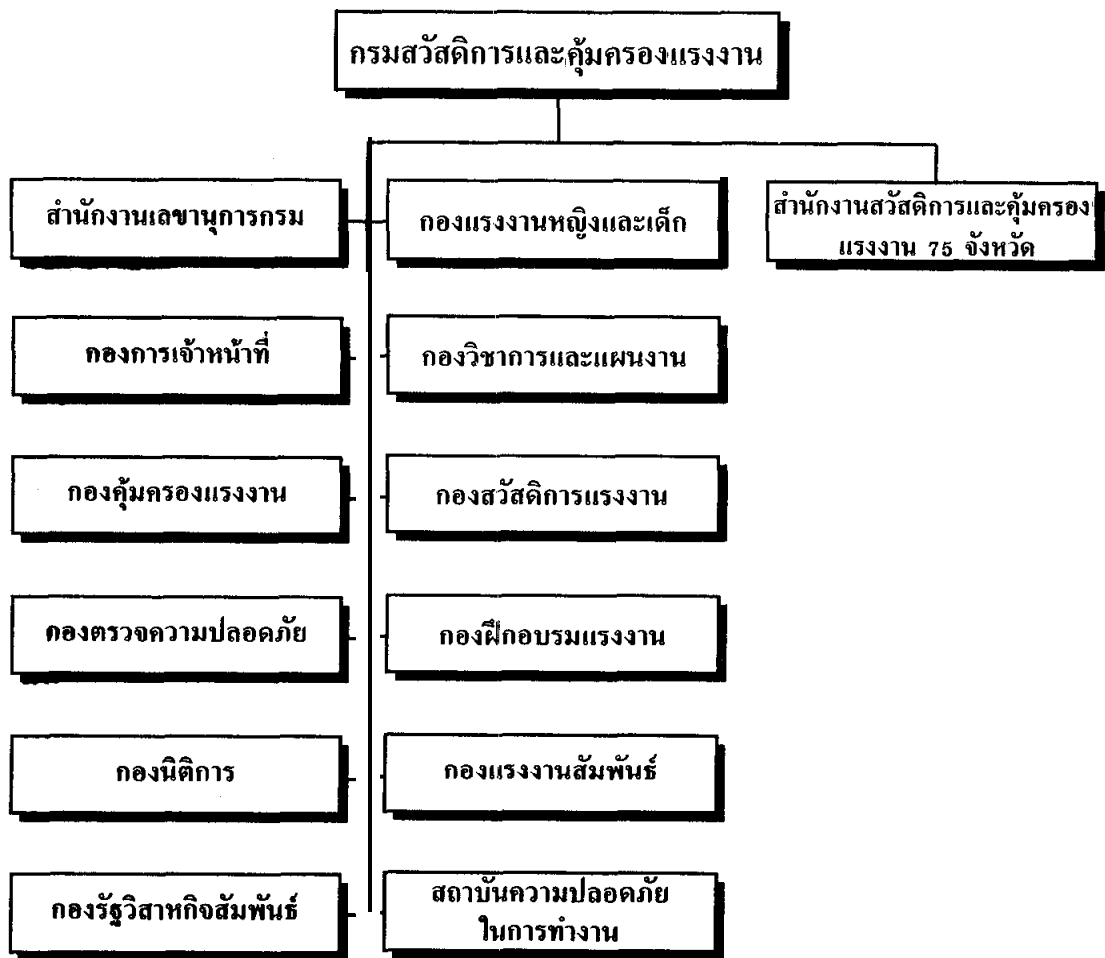 กรมสวัสดิการและคุ้มครองแรงงาน
สำนักงานเลขานุการกรม
กองแรงงานหญิงและเด็ก
สำนักงานสวัสดิการและคุ้มครอง
แรงงาน 75 จังหวัด
กองการเจ้าหน้าที่
กองวิชาการและแผนงาน
กองคุ้มครองแรงงาน
กองสวัสดิการแรงงาน
กองตรวจความปลอดภัย
กองฝึกอบรมแรงงาน
กองนิติการ
กองแรงงานสัมพันธ์
กองรัฐวิสาหกิจสัมพันธ์
สถาบันความปลอดภัย
ในการทำงาน